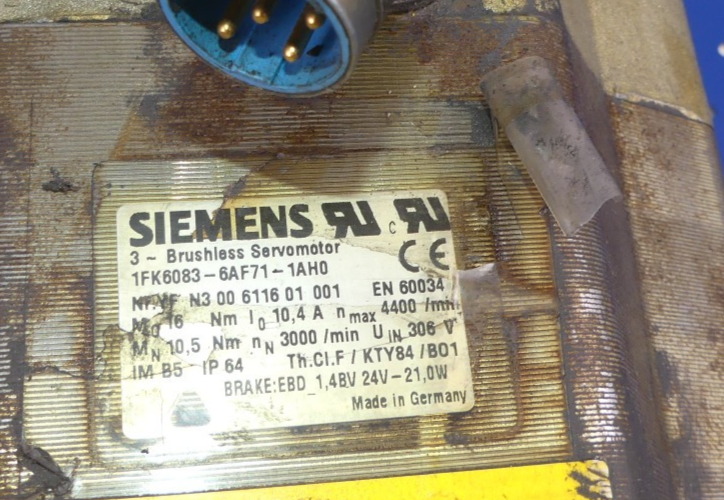 SIEMENS
3 ~ Brushless Servomotor
1FK6083-6AF71-1AH0
N3 00 6116 01 001 EN 60034
M0 16 Nm I0 10,4 A nmax 4400 /min
MN 10,5 Nm nN 3000 /min UIN 306 V
IM B5 IP 64 Th.Cl.F / KTY84 /B01
BRAKE:EBD_1,4BV 24V-21,0W
Made in Germany